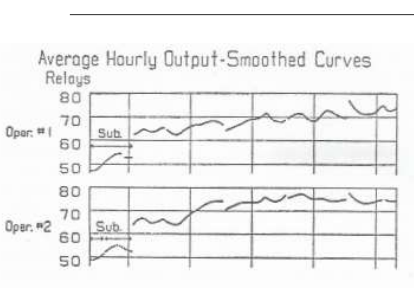 Average Hourly Output-Smoothed Curves
Relays
80
70
Oper. #1 Sub.
60
50
80
70
Oper. #2 Sub.
60
50